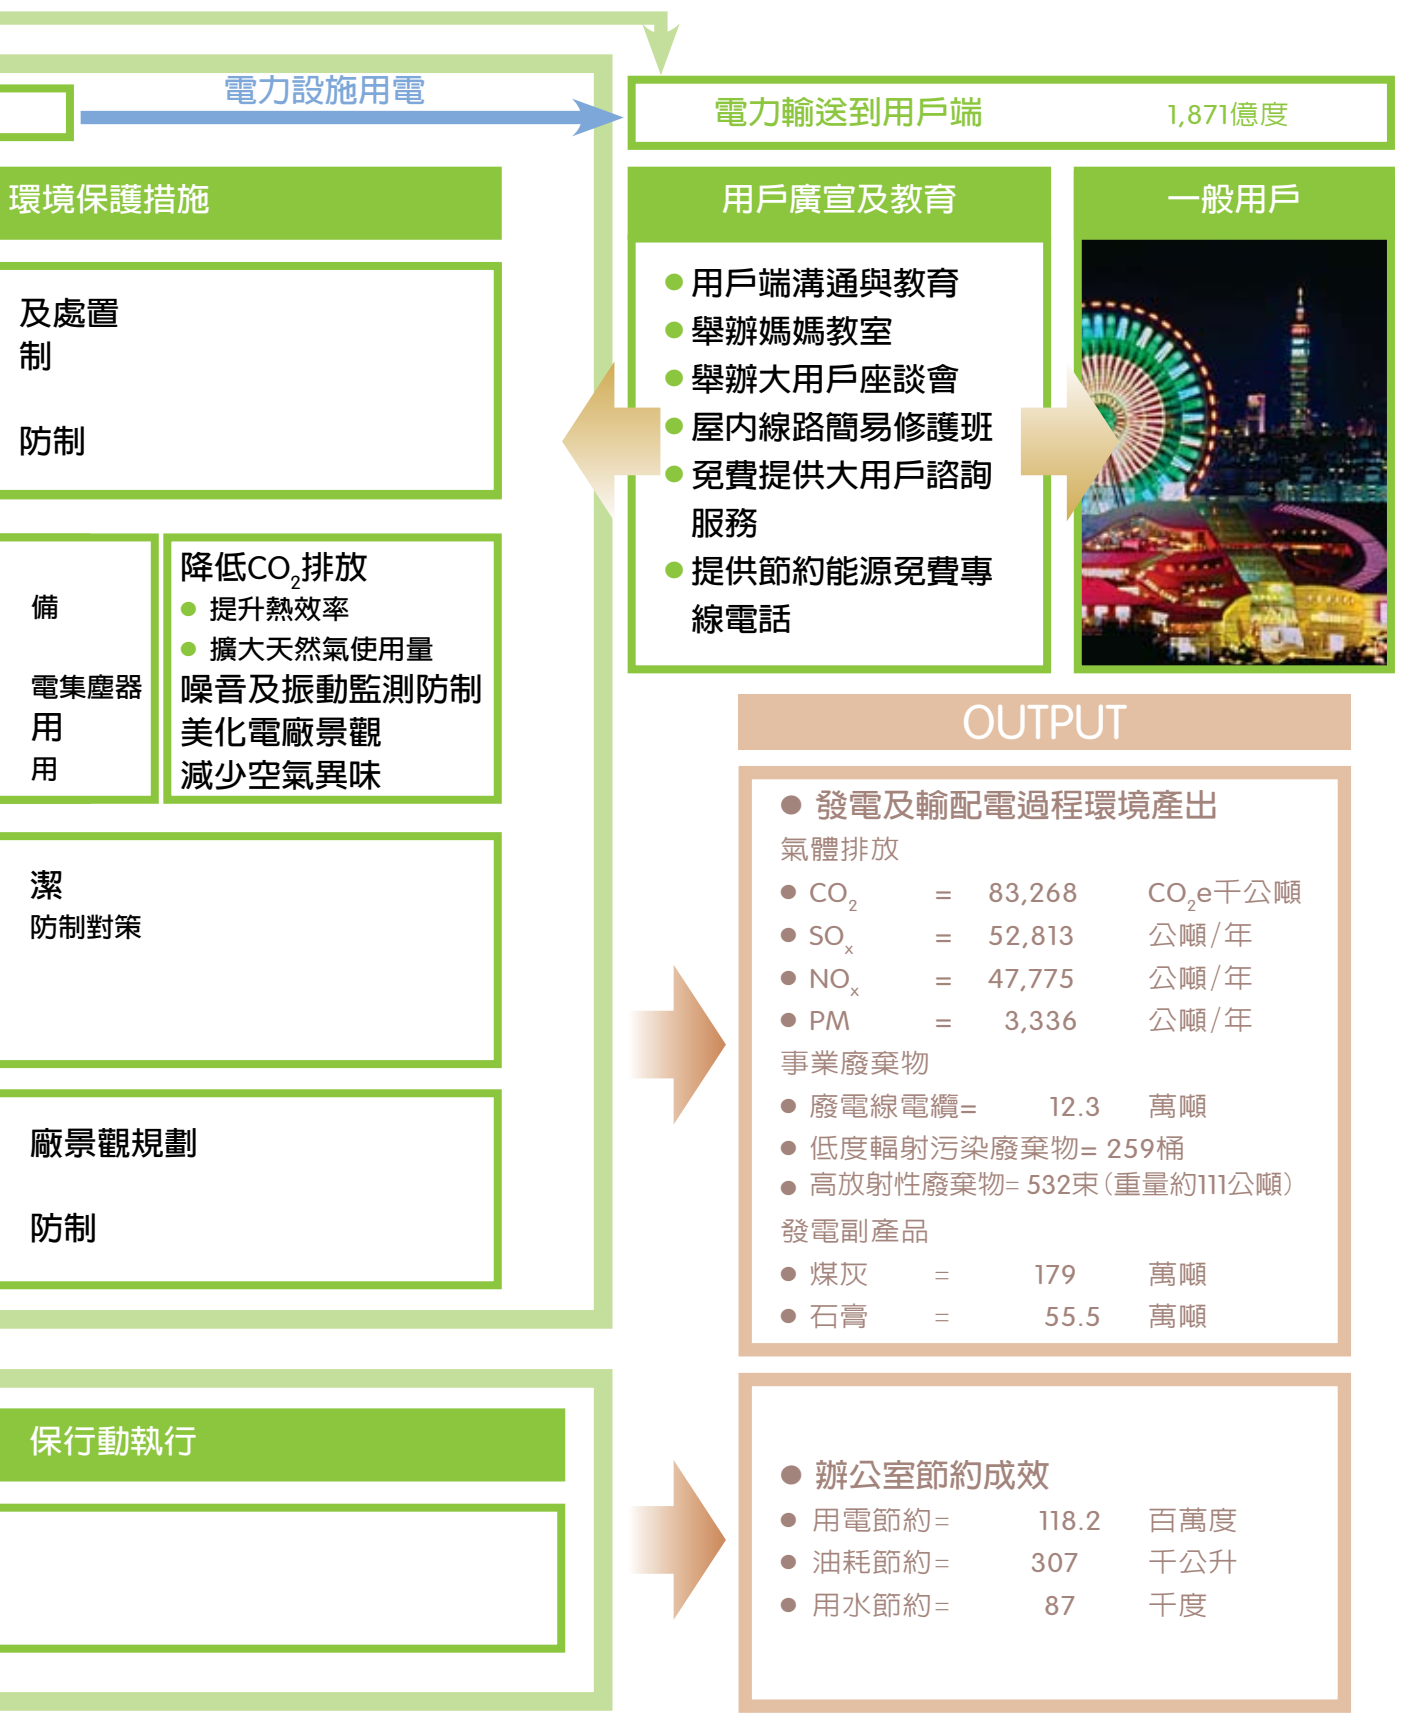 電力設施用電
電力輸送到用戶端 1,871億度
環境保護措施
及處置
制
防制
備
電集塵器
用
用
降低CO₂排放
● 提升熱效率
● 擴大天然氣使用量
噪音及振動監測防制
美化電廠景觀
減少空氣異味
潔
防制對策
廠景觀規劃
防制
保行動執行
用戶廣宣及教育
● 用戶端溝通與教育
● 舉辦媽媽教室
● 舉辦大用戶座談會
● 屋內線路簡易修護班
● 免費提供大用戶諮詢
服務
● 提供節約能源免費專
線電話
一般用戶
OUTPUT
● 發電及輸配電過程環境產出
氣體排放
● CO₂ = 83,268 CO₂e千公噸
● SOₓ = 52,813 公噸/年
● NOₓ = 47,775 公噸/年
● PM = 3,336 公噸/年
事業廢棄物
● 廢電線電纜= 12.3 萬噸
● 低度輻射污染廢棄物= 259桶
● 高放射性廢棄物= 532束(重量約111公噸)
發電副產品
● 煤灰 = 179 萬噸
● 石膏 = 55.5 萬噸
● 辦公室節約成效
● 用電節約= 118.2 百萬度
● 油耗節約= 307 千公升
● 用水節約= 87 千度